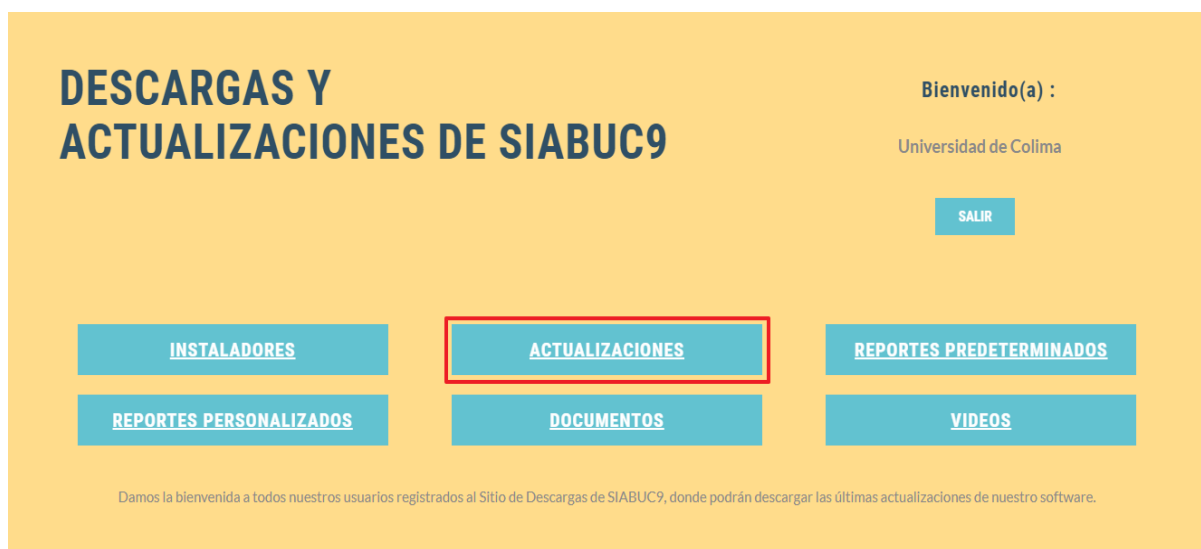 DESCARGAS Y
ACTUALIZACIONES DE SIABUC9
Bienvenido(a) :
Universidad de Colima
SALIR
INSTALADORES
ACTUALIZACIONES
REPORTES PREDETERMINADOS
REPORTES PERSONALIZADOS
DOCUMENTOS
VIDEOS
Damos la bienvenida a todos nuestros usuarios registrados al Sitio de Descargas de SIABUC9, donde podrán descargar las últimas actualizaciones de nuestro software.